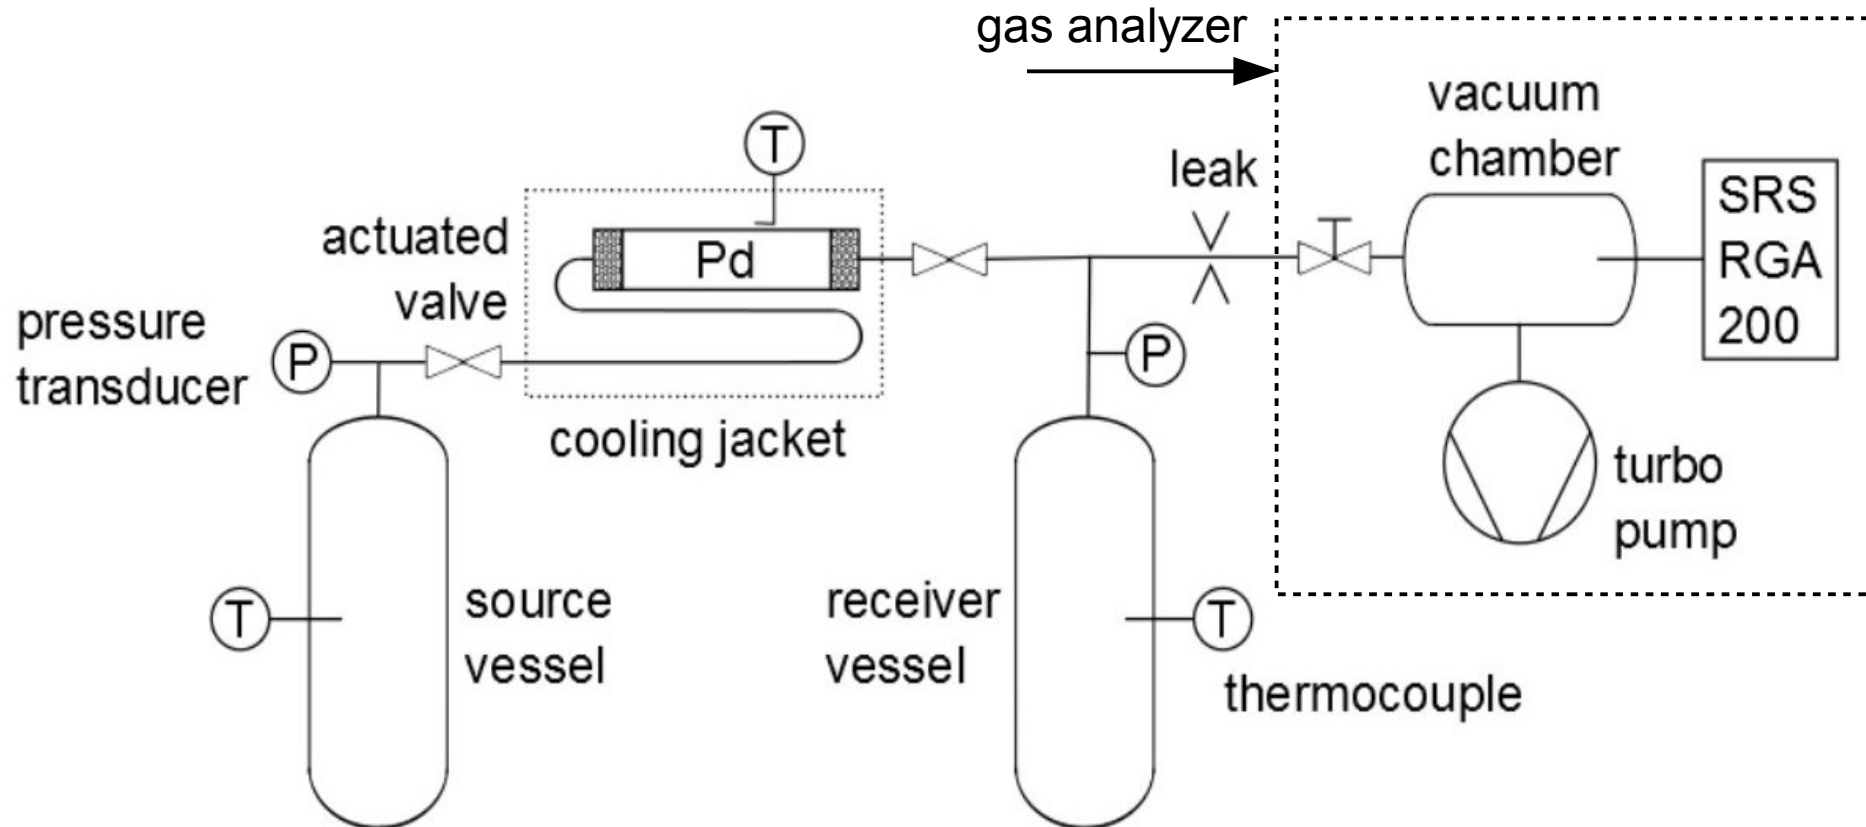 gas analyzer
vacuum
chamber
T
leak
SRS
RGA
200
actuated
valve
Pd
pressure
transducer
P
P
cooling jacket
turbo
pump
T
source
vessel
receiver
vessel
T
thermocouple